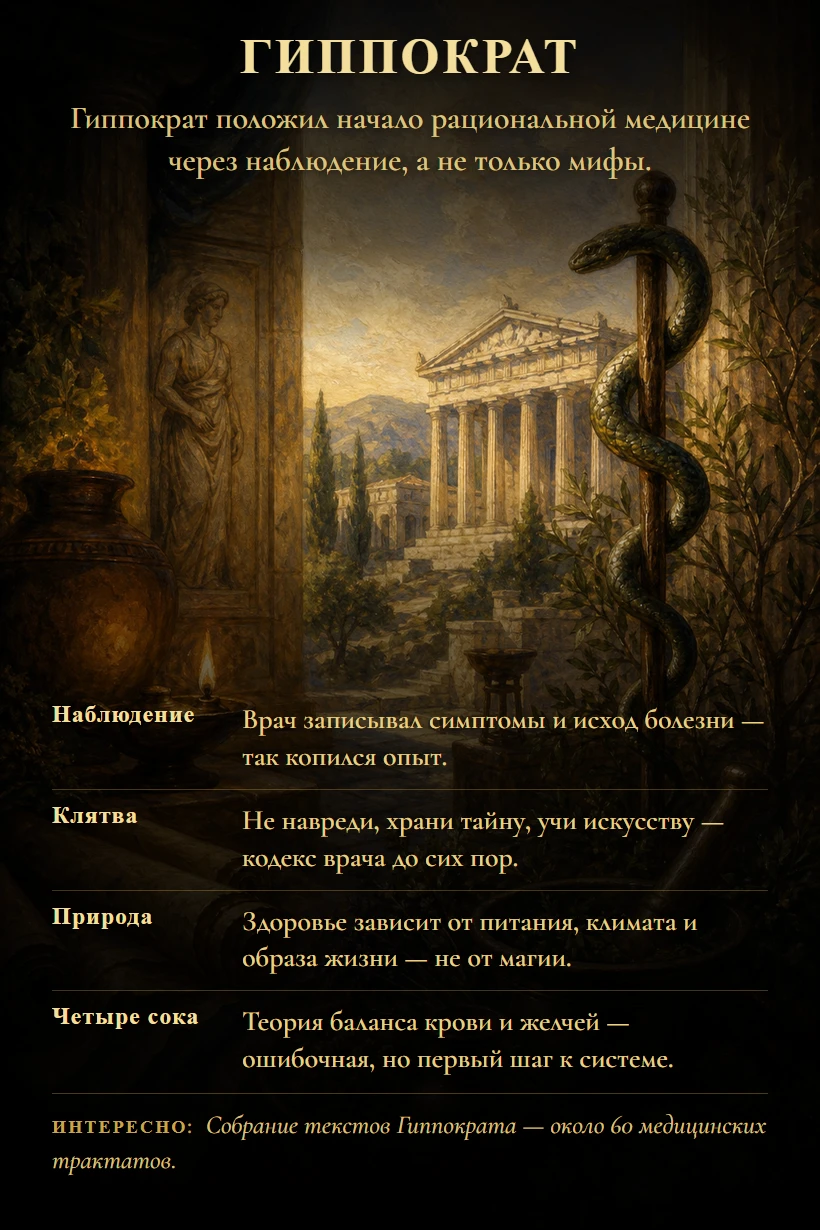 ГИППОКРАТ
Гиппократ положил начало рациональной медицине
через наблюдение, а не только мифы.
Наблюдение
Врач записывал симптомы и исход болезни —
так копился опыт.
Клятва
Не навреди, храни тайну, учи искусству —
кодекс врача до сих пор.
Природа
Здоровье зависит от питания, климата и
образа жизни — не от магии.
Четыре сока
Теория баланса крови и желчей —
ошибочная, но первый шаг к системе.
ИНТЕРЕСНО: Собрание текстов Гиппократа — около 60 медицинских
трактатов.